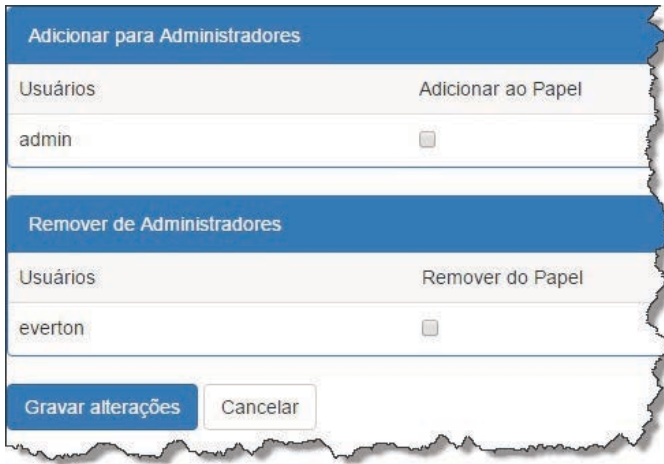 Adicionar para Administradores
Usuários Adicionar ao Papel
admin
Remover de Administradores
Usuários Remover do Papel
everton
Gravar alterações Cancelar